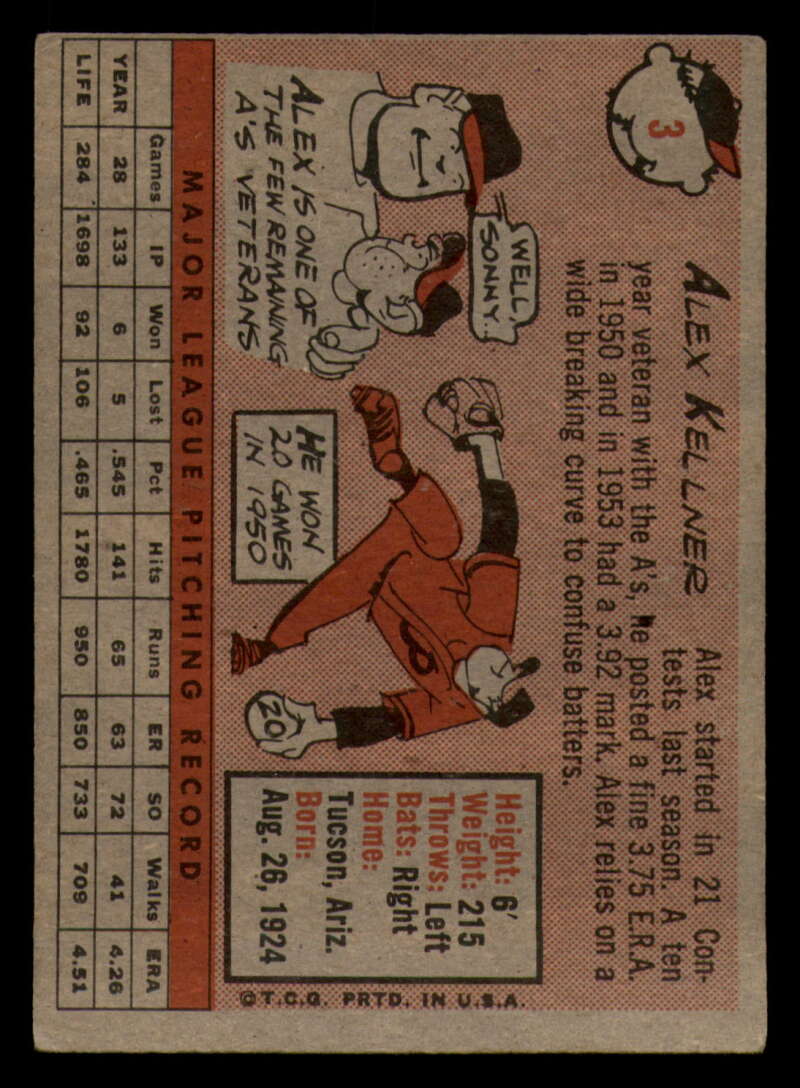 3
ALEX KELLNER
Alex started in 21 Con-
tests last season. A ten
year veteran with the A's, he posted a fine 3.75 E.R.A.
in 1950 and in 1953 had a 3.92 mark. Alex relies on a
wide breaking curve to confuse batters.
WELL,
SONNY..
ALEX IS ONE OF
THE FEW REMAINING
A'S VETERANS
HE WON
20 GAMES
IN 1950
20
Height: 6'
Weight: 215
Throws: Left
Bats: Right
Home:
Tucson, Ariz.
Born:
Aug. 26, 1924
©T.C.G. PRTD. IN U.S.A.
MAJOR LEAGUE PITCHING RECORD
Games IP Won Lost Pct Hits Runs ER SO Walks ERA
YEAR 28 133 6 5 .545 141 65 63 72 41 4.26
LIFE 284 1698 92 106 .465 1780 950 850 733 709 4.51